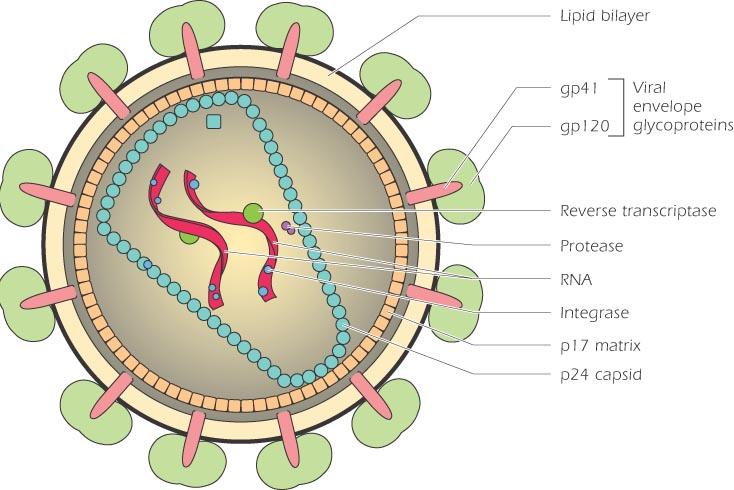 Lipid bilayer
gp41
Viral
envelope
gp120
glycoproteins
Reverse transcriptase
Protease
RNA
Integrase
p17 matrix
p24 capsid